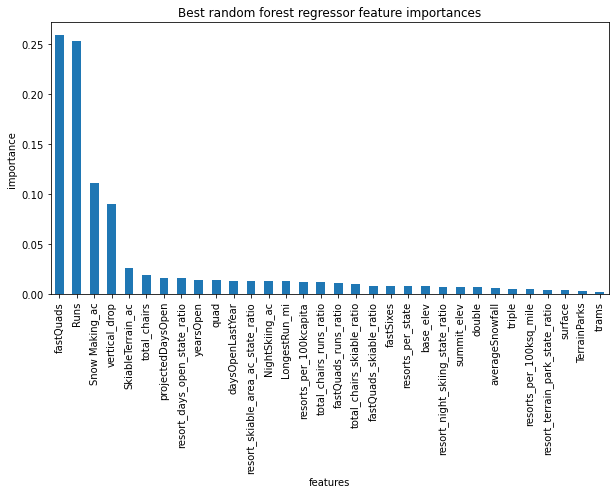 Best random forest regressor feature importances
0.25
0.20
0.15
0.10
0.05
0.00
importance
fastQuads
Runs
Snow Making_ac
vertical_drop
SkiableTerrain_ac
total_chairs
projectedDaysOpen
resort_days_open_state_ratio
yearsOpen
quad
daysOpenLastYear
resort_skiable_area_ac_state_ratio
NightSkiing_ac
LongestRun_mi
resorts_per_100kcapita
total_chairs_runs_ratio
fastQuads_runs_ratio
total_chairs_skiable_ratio
fastQuads_skiable_ratio
fastSixes
resorts_per_state
base_elev
resort_night_skiing_state_ratio
summit_elev
double
averageSnowfall
triple
resorts_per_100ksq_mile
resort_terrain_park_state_ratio
surface
TerrainParks
trams
features